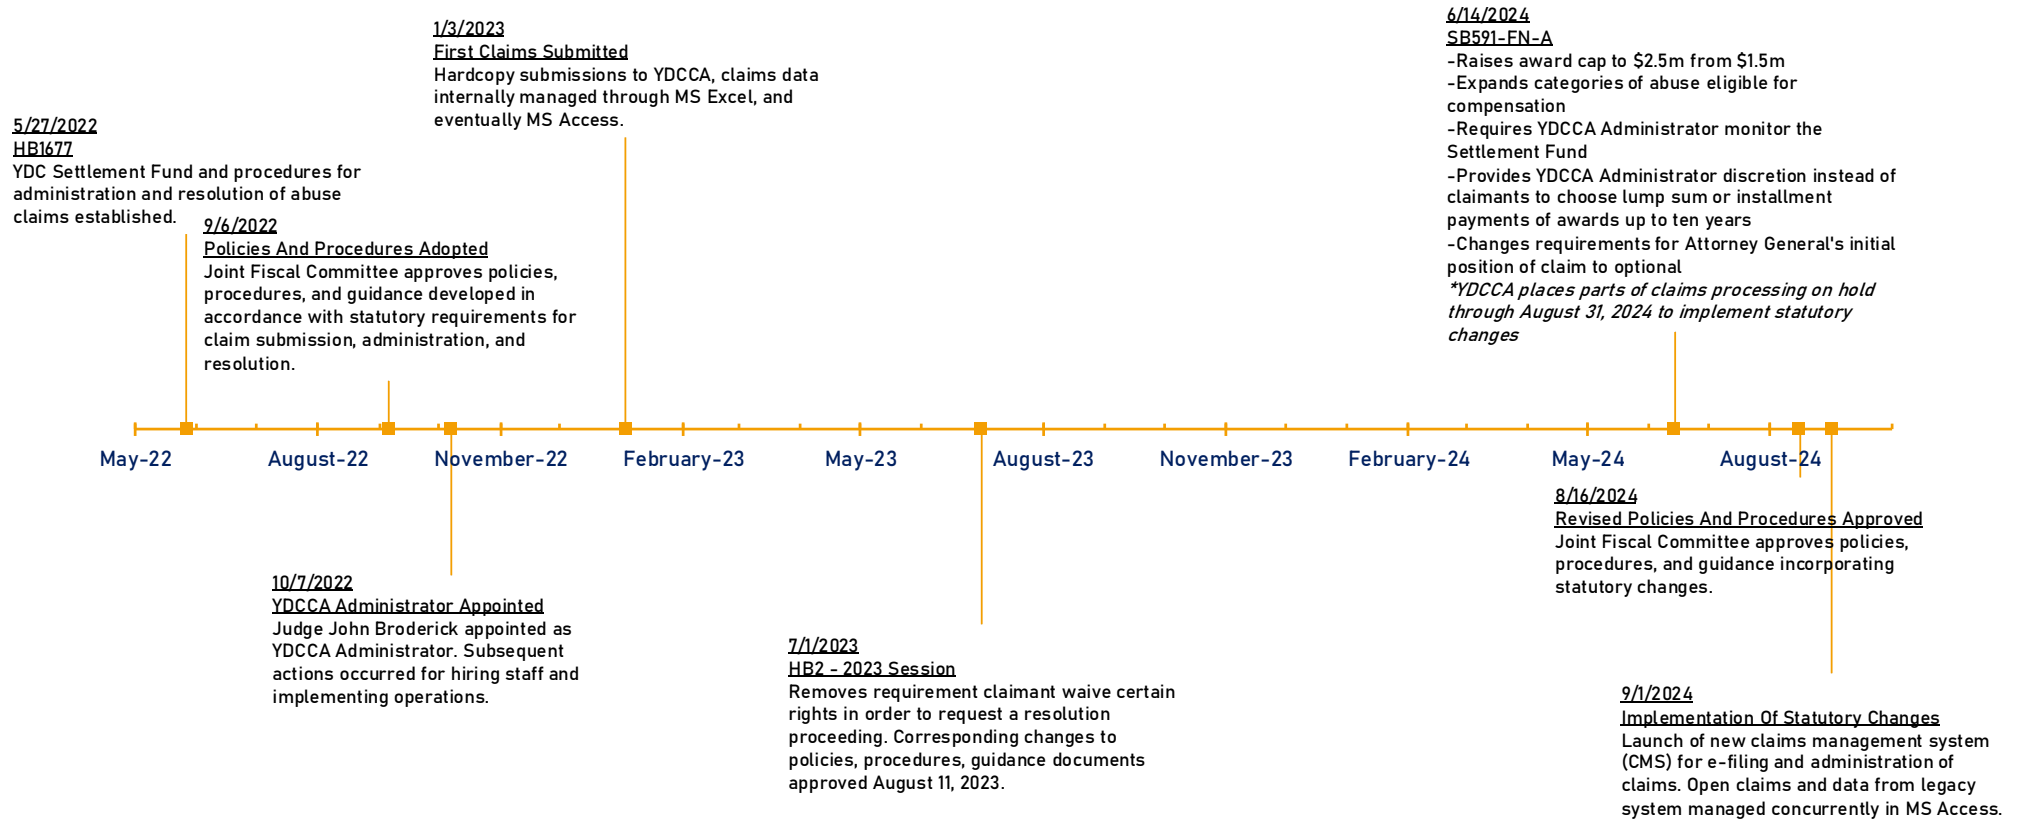 1/3/2023
First Claims Submitted
Hardcopy submissions to YDCCA, claims data
internally managed through MS Excel, and
eventually MS Access.
6/14/2024
SB591-FN-A
-Raises award cap to $2.5m from $1.5m
-Expands categories of abuse eligible for
compensation
-Requires YDCCA Administrator monitor the
Settlement Fund
-Provides YDCCA Administrator discretion instead of
claimants to choose lump sum or installment
payments of awards up to ten years
-Changes requirements for Attorney General's initial
position of claim to optional
*YDCCA places parts of claims processing on hold
through August 31, 2024 to implement statutory
changes
5/27/2022
HB1677
YDC Settlement Fund and procedures for
administration and resolution of abuse
claims established.
9/6/2022
Policies And Procedures Adopted
Joint Fiscal Committee approves policies,
procedures, and guidance developed in
accordance with statutory requirements for
claim submission, administration, and
resolution.
May-22
August-22
November-22
February-23
May-23
August-23
November-23
February-24
May-24
August-24
10/7/2022
YDCCA Administrator Appointed
Judge John Broderick appointed as
YDCCA Administrator. Subsequent
actions occurred for hiring staff and
implementing operations.
7/1/2023
HB2 - 2023 Session
Removes requirement claimant waive certain
rights in order to request a resolution
proceeding. Corresponding changes to
policies, procedures, guidance documents
approved August 11, 2023.
8/16/2024
Revised Policies And Procedures Approved
Joint Fiscal Committee approves policies,
procedures, and guidance incorporating
statutory changes.
9/1/2024
Implementation Of Statutory Changes
Launch of new claims management system
(CMS) for e-filing and administration of
claims. Open claims and data from legacy
system managed concurrently in MS Access.